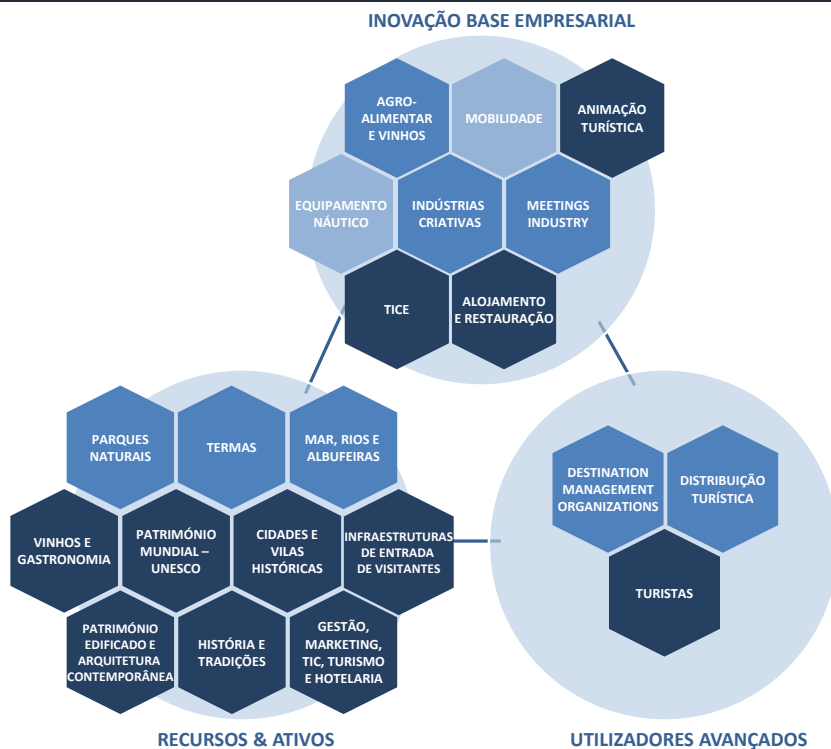 INOVAÇÃO BASE EMPRESARIAL
AGRO-
ALIMENTAR
E VINHOS
MOBILIDADE
ANIMAÇÃO
TURÍSTICA
EQUIPAMENTO
NÁUTICO
INDÚSTRIAS
CRIATIVAS
MEETINGS
INDUSTRY
TICE
ALOJAMENTO
E RESTAURAÇÃO
PARQUES
NATURAIS
TERMAS
MAR, RIOS E
ALBUFEIRAS
VINHOS E
GASTRONOMIA
PATRIMÓNIO
MUNDIAL –
UNESCO
CIDADES E
VILAS
HISTÓRICAS
INFRAESTRUTURAS
DE ENTRADA
DE VISITANTES
PATRIMÓNIO
EDIFICADO E
ARQUITETURA
CONTEMPORÂNEA
HISTÓRIA E
TRADIÇÕES
GESTÃO,
MARKETING,
TIC, TURISMO
E HOTELARIA
RECURSOS & ATIVOS
DESTINATION
MANAGEMENT
ORGANIZATIONS
DISTRIBUIÇÃO
TURÍSTICA
TURISTAS
UTILIZADORES AVANÇADOS